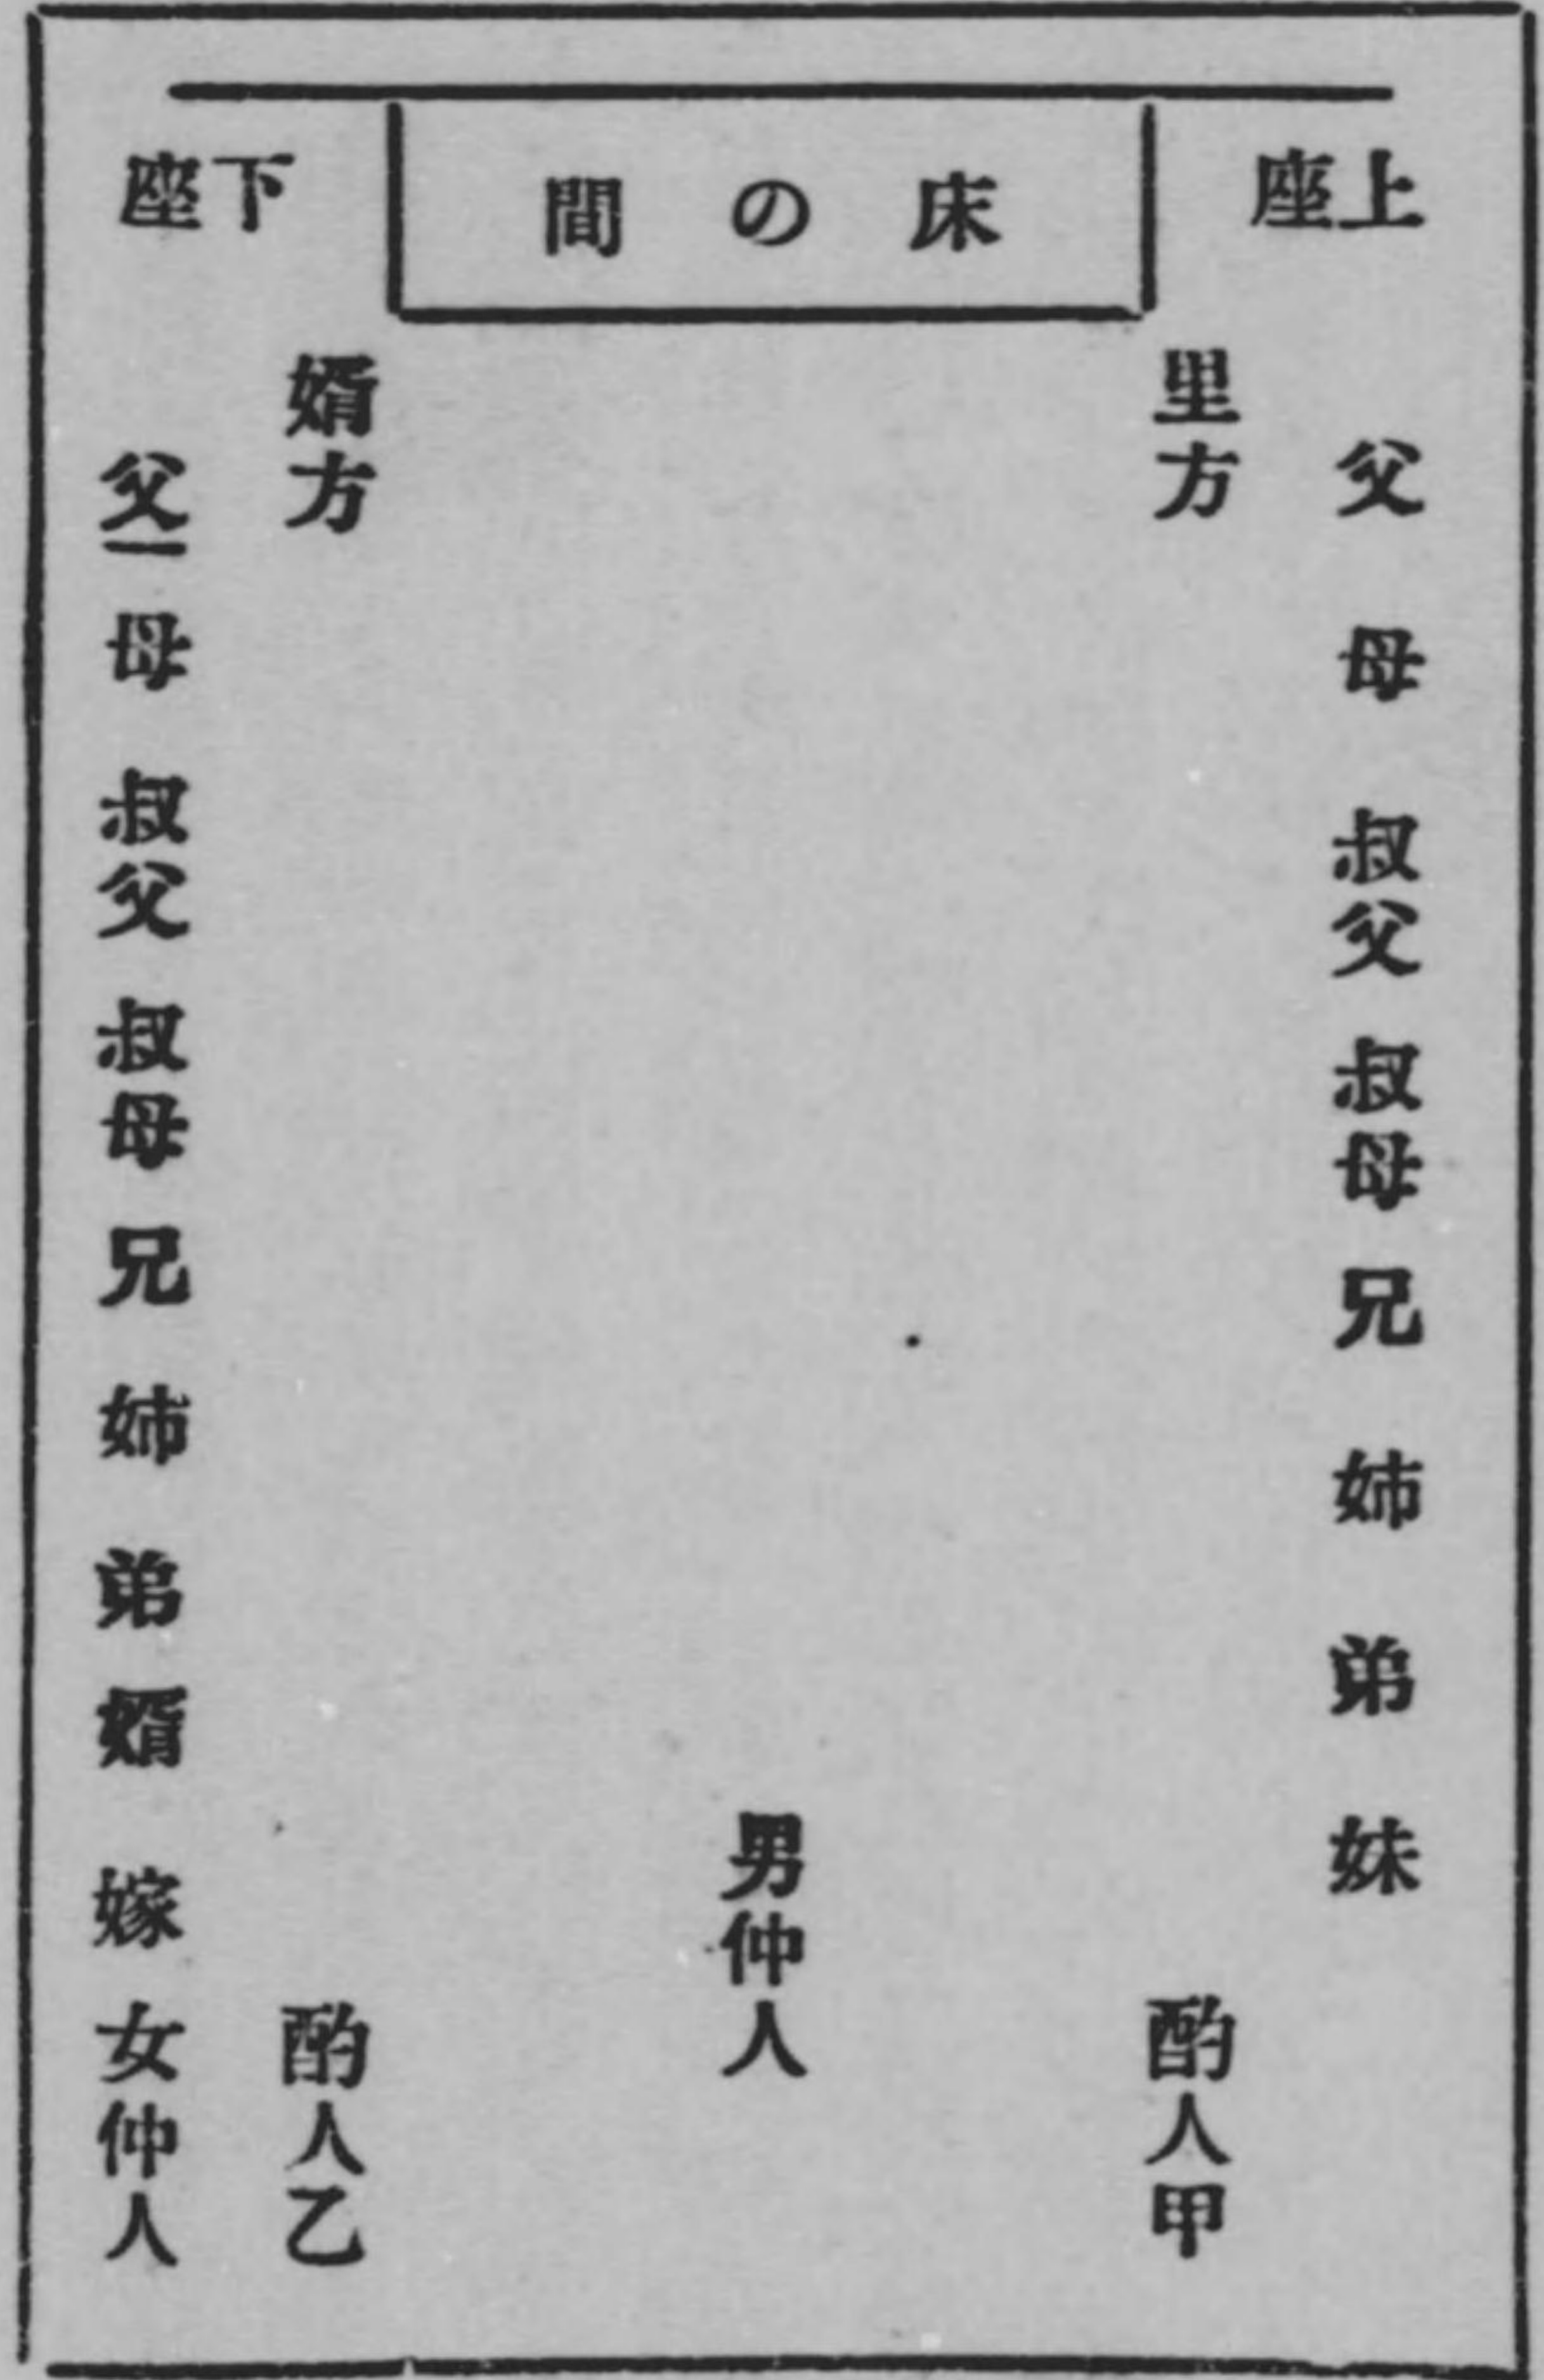 上座
床の間
下座
里方
父 母 叔父 叔母 兄 姉 弟 妹
酌人甲
男仲人
婿方
父 母 叔父 叔母 兄 姉 弟 婿 嫁 女仲人
酌人乙